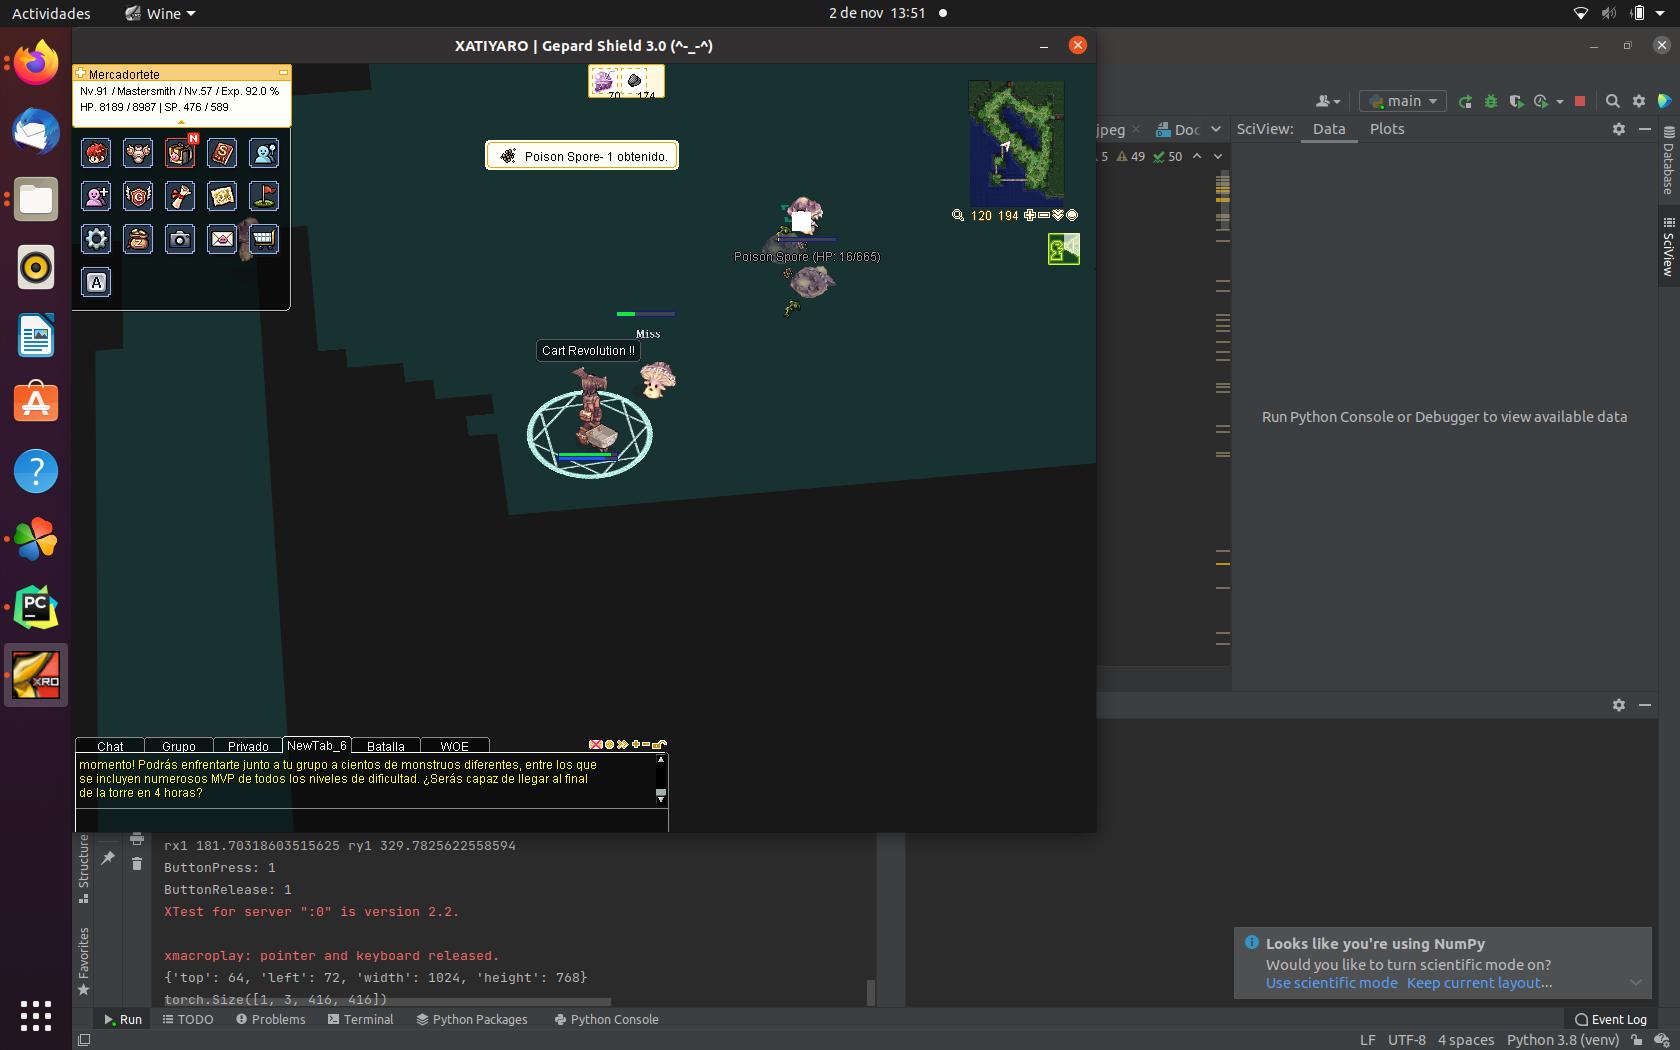 Actividades
Wine
2 de nov 13:51
XATIYARO | Gepard Shield 3.0 (^-_-^)
Mercadortete
Nv.91 / Mastersmith / Nv.57 / Exp. 92.0 %
HP. 8189 / 8987 | SP. 476 / 589
N
A
70 174
Poison Spore- 1 obtenido.
120 194
Poison Spore (HP: 16/665)
Miss
Cart Revolution !!
main
jpeg
Doc
SciView:
Data
Plots
5 49 50
Database
SciView
Run Python Console or Debugger to view available data
PC
XRO
Chat
Grupo
Privado
NewTab_6
Batalla
WOE
momento! Podrás enfrentarte junto a tu grupo a cientos de monstruos diferentes, entre los que
se incluyen numerosos MVP de todos los niveles de dificultad. ¿Serás capaz de llegar al final
de la torre en 4 horas?
Structure
Favorites
rx1 181.70318603515625 ry1 329.7825622558594
ButtonPress: 1
ButtonRelease: 1
XTest for server ":0" is version 2.2.
xmacroplay: pointer and keyboard released.
{'top': 64, 'left': 72, 'width': 1024, 'height': 768}
torch.Size([1, 3, 416, 416])
Looks like you're using NumPy
Would you like to turn scientific mode on?
Use scientific mode Keep current layout...
Run
TODO
Problems
Terminal
Python Packages
Python Console
Event Log
LF UTF-8 4 spaces Python 3.8 (venv)